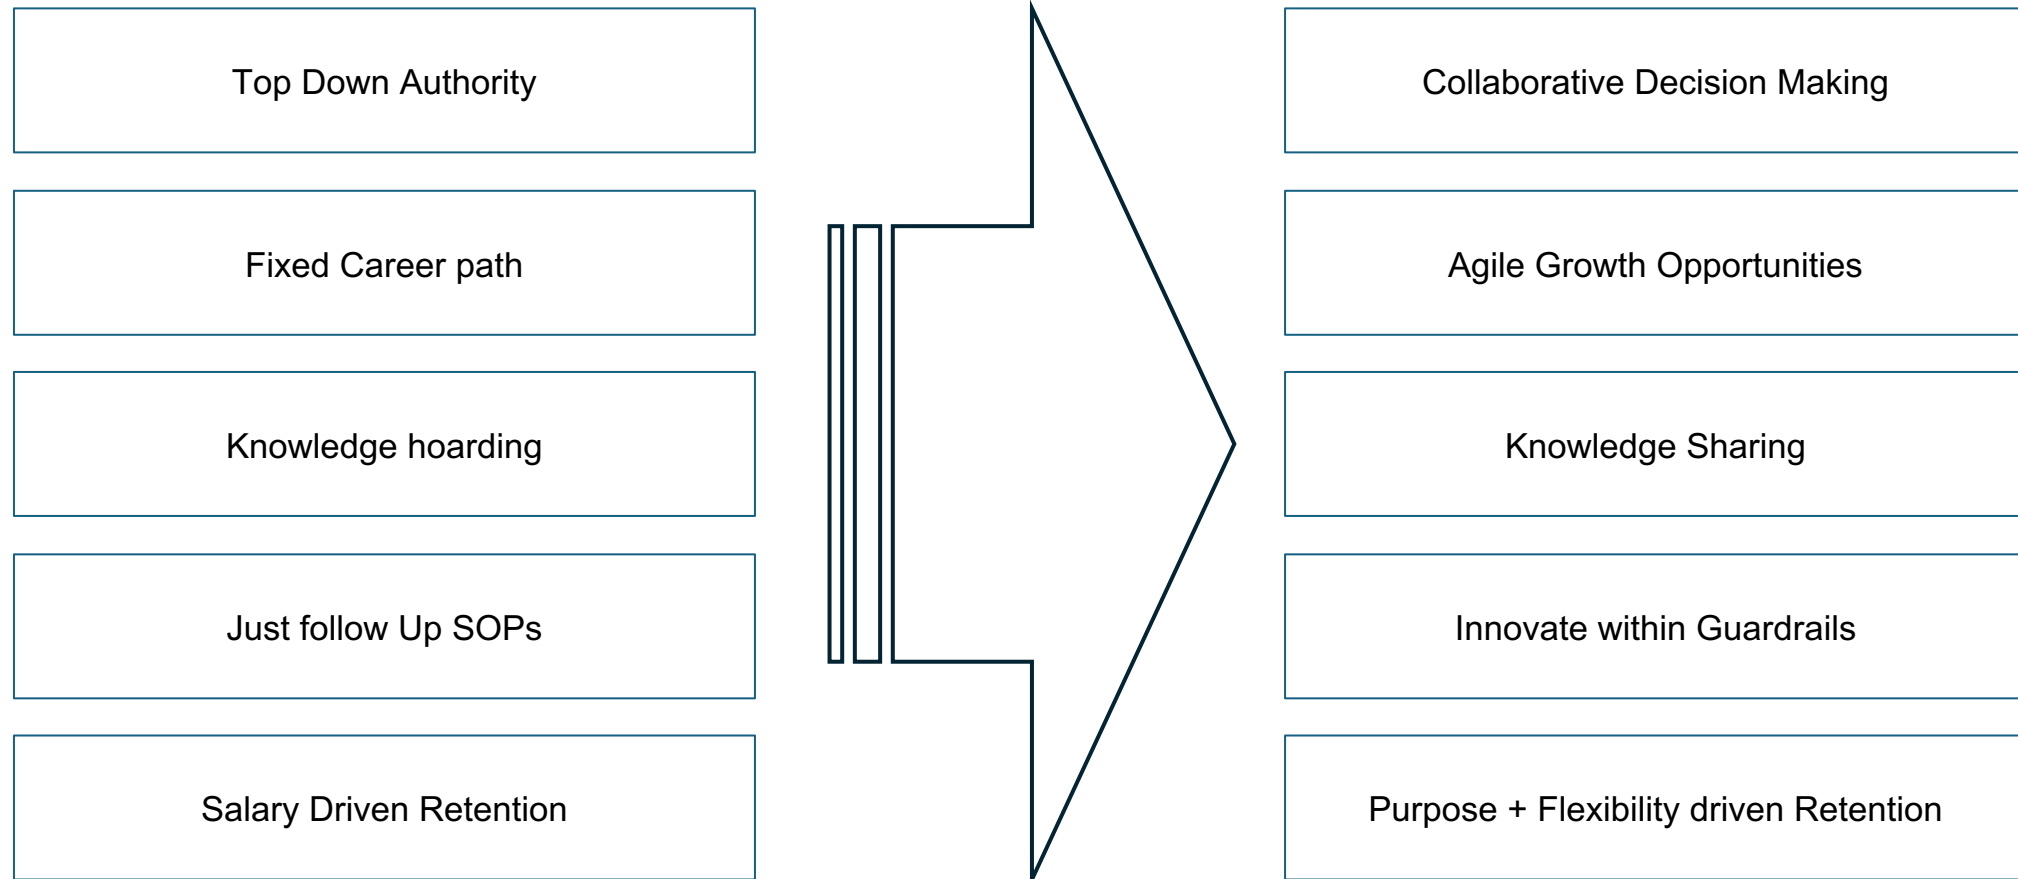 Top Down Authority
Collaborative Decision Making
Fixed Career path
Agile Growth Opportunities
Knowledge hoarding
Knowledge Sharing
Just follow Up SOPs
Innovate within Guardrails
Salary Driven Retention
Purpose + Flexibility driven Retention